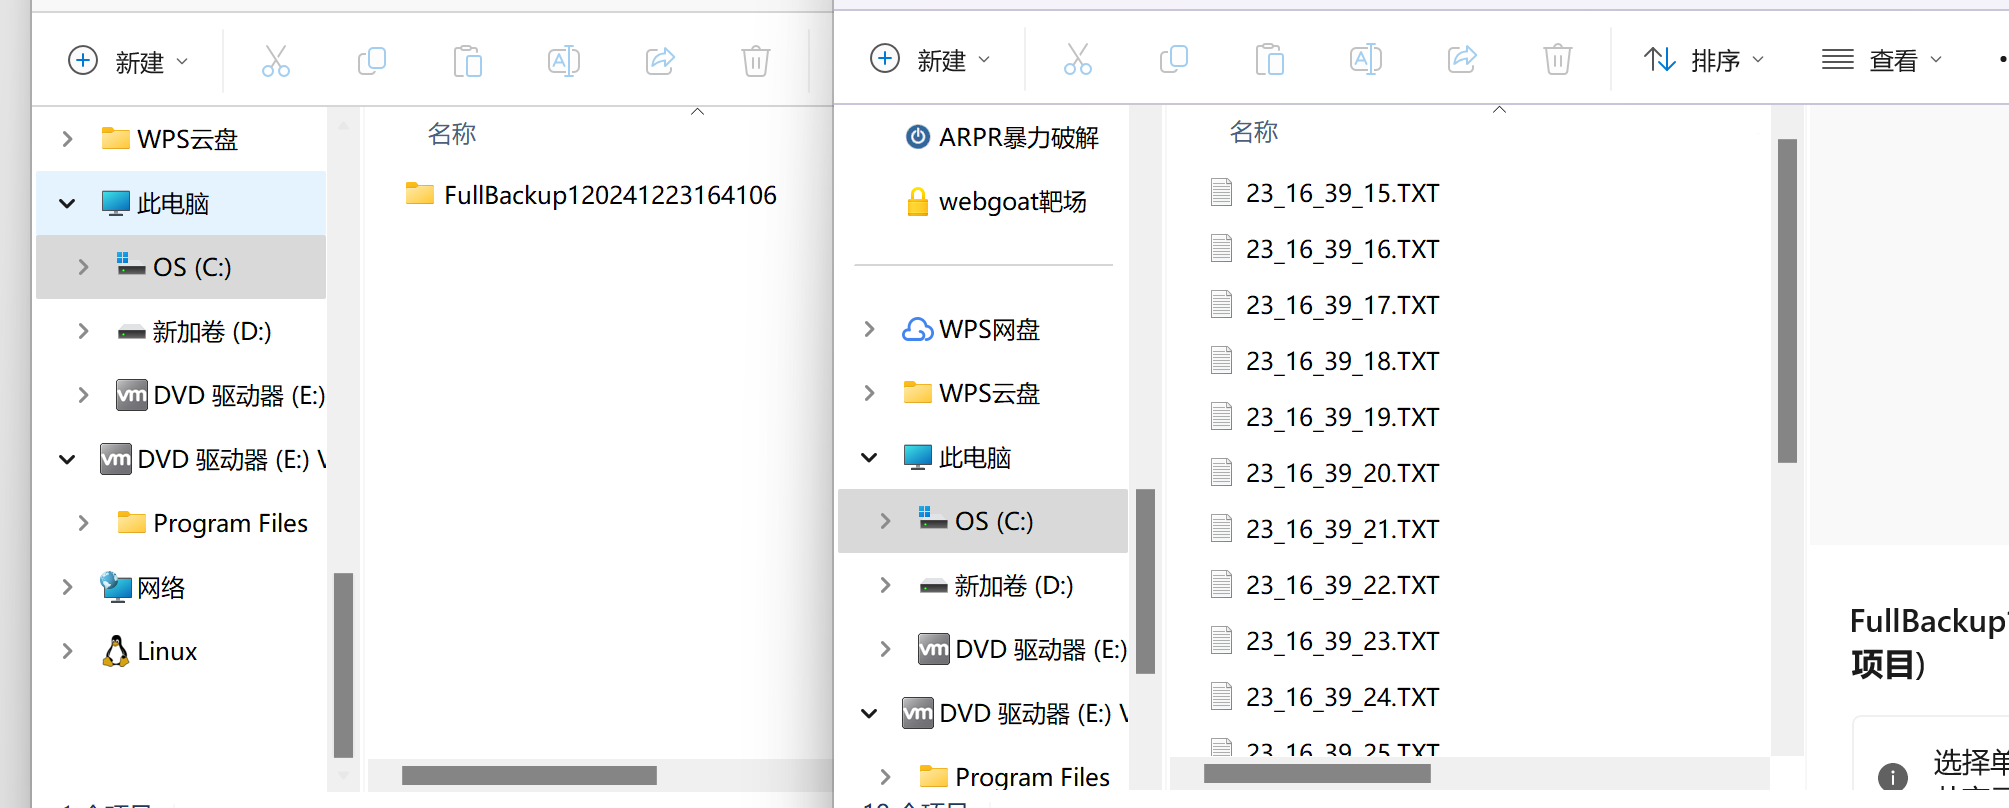 新建
WPS云盘
此电脑
OS (C:)
新加卷 (D:)
DVD 驱动器 (E:)
DVD 驱动器 (E:) V
Program Files
网络
Linux
名称
FullBackup120241223164106
新建
排序
查看
ARPR暴力破解
webgoat靶场
WPS网盘
WPS云盘
此电脑
OS (C:)
新加卷 (D:)
DVD 驱动器 (E:)
DVD 驱动器 (E:) V
Program Files
名称
23_16_39_15.TXT
23_16_39_16.TXT
23_16_39_17.TXT
23_16_39_18.TXT
23_16_39_19.TXT
23_16_39_20.TXT
23_16_39_21.TXT
23_16_39_22.TXT
23_16_39_23.TXT
23_16_39_24.TXT
23_16_39_25.TXT
FullBackup1
项目)
选择单